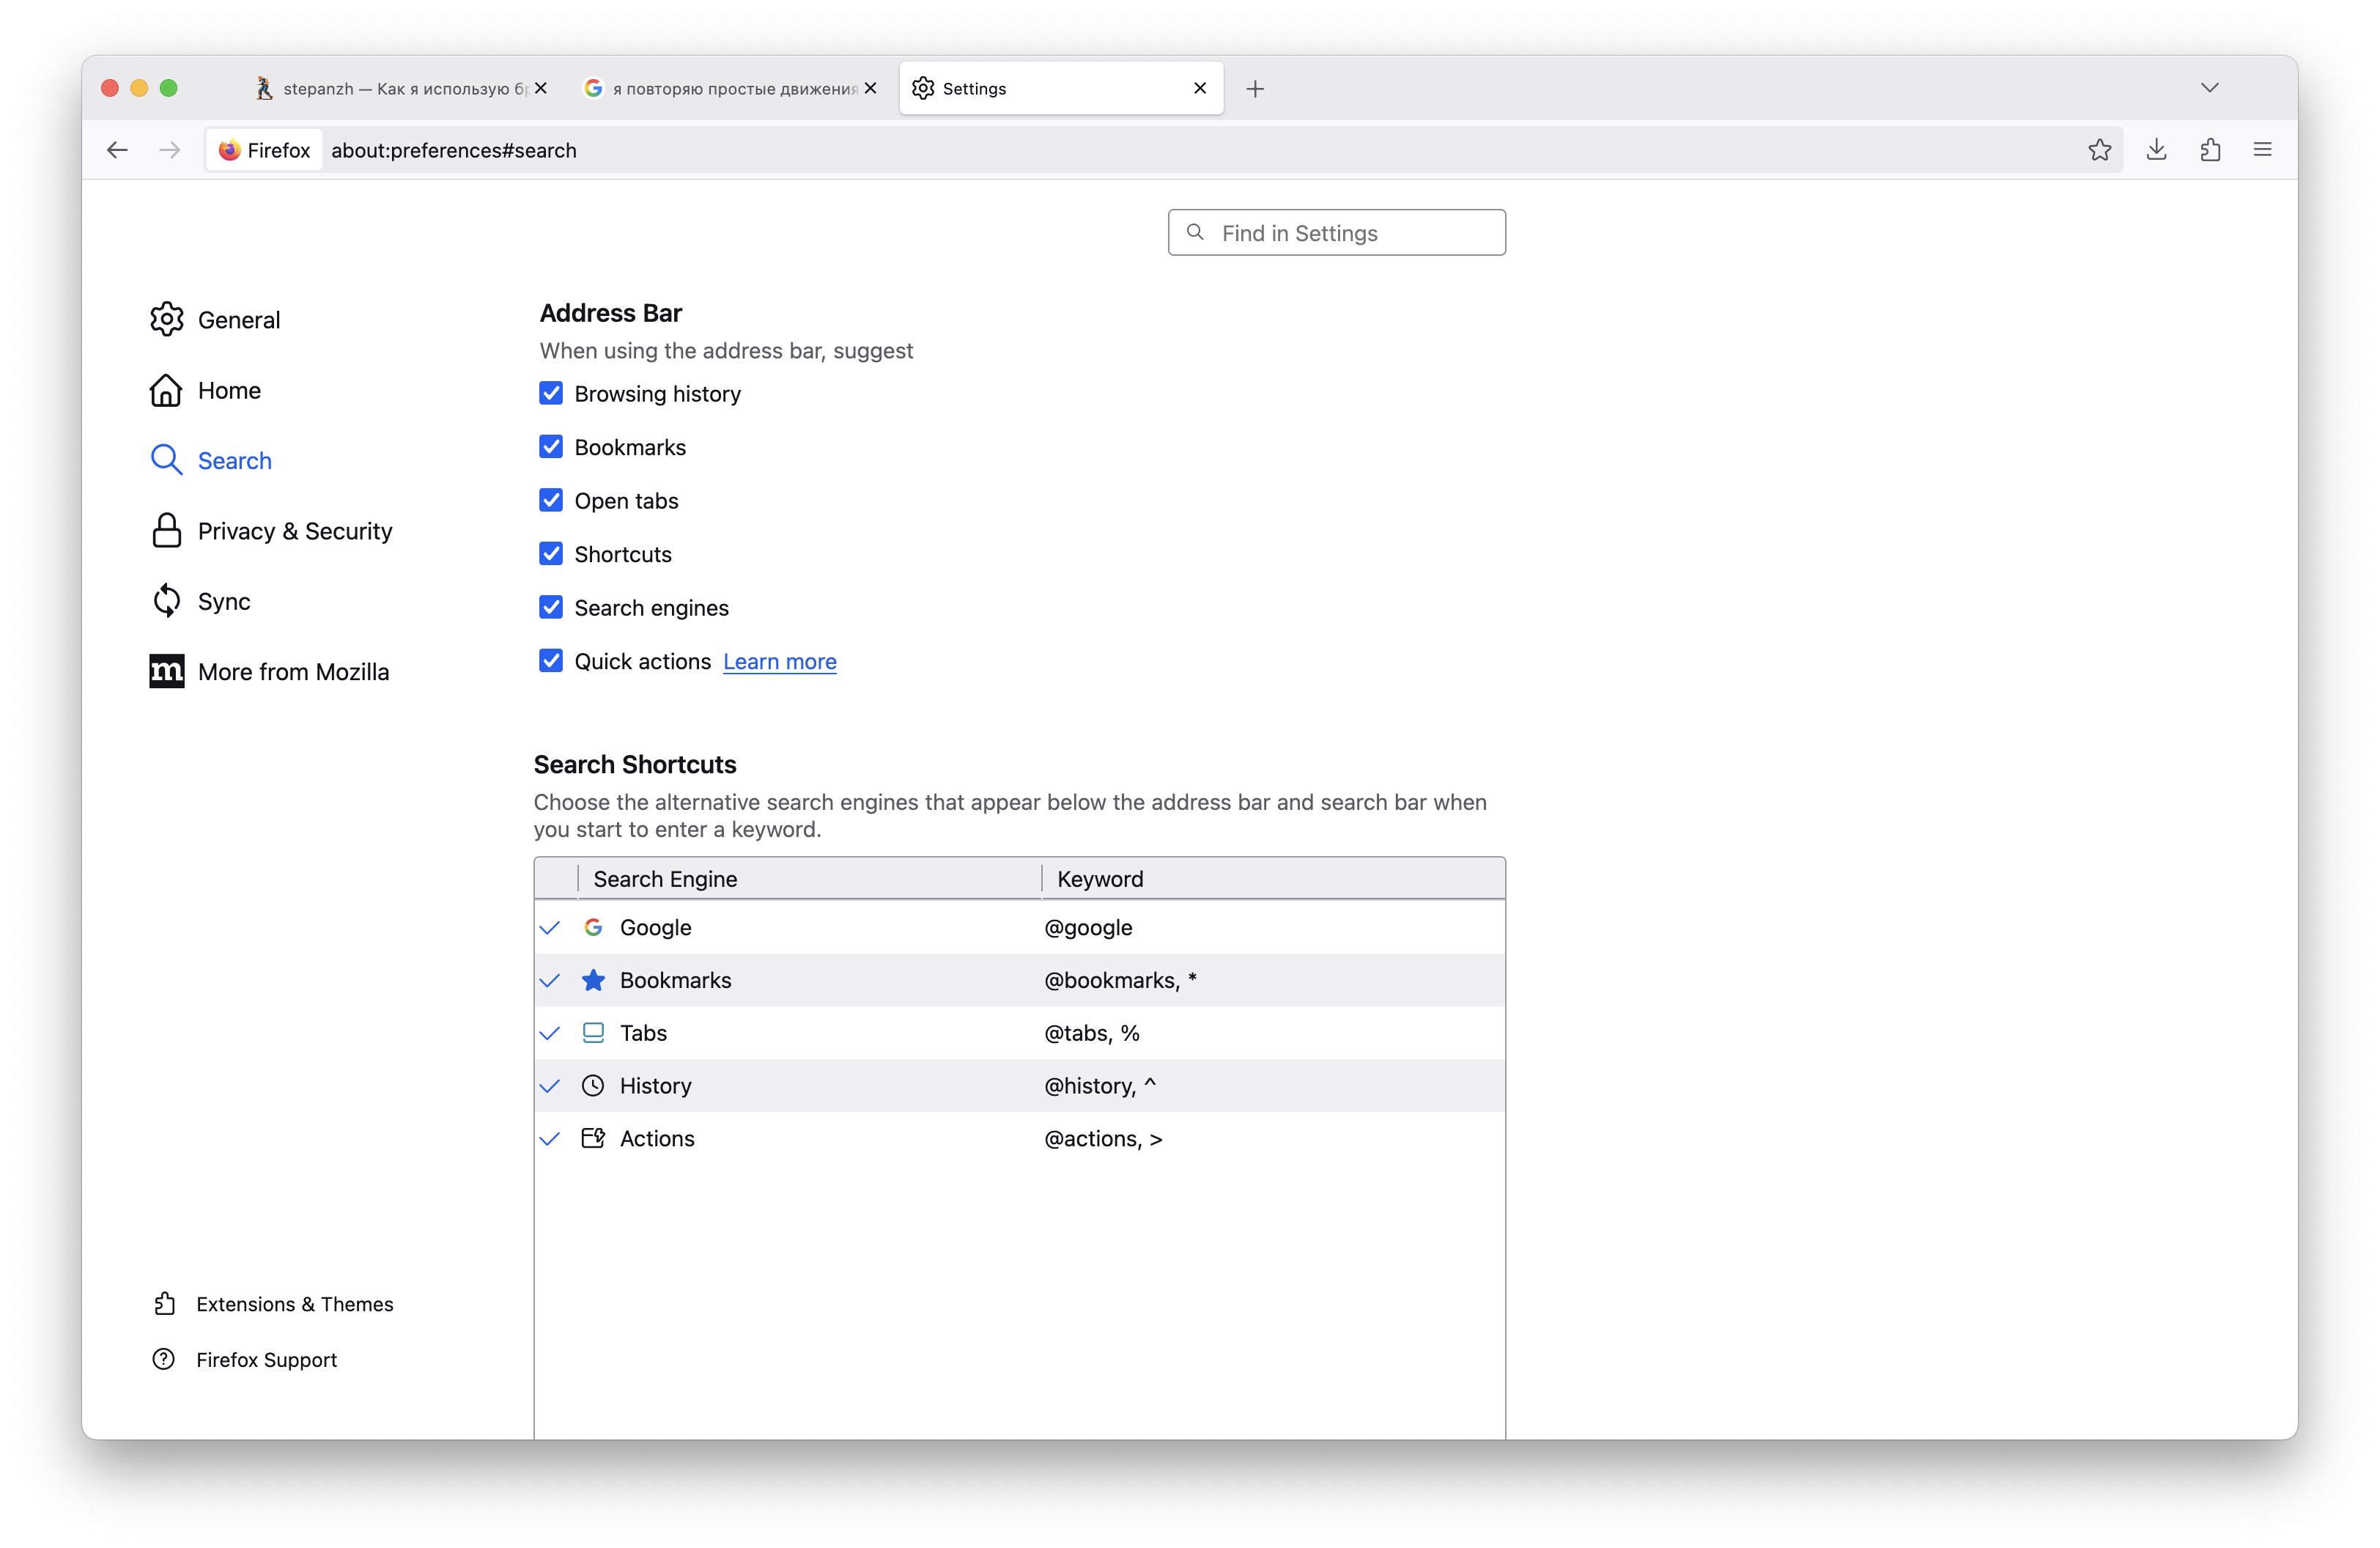 stepanzh — Как я использую бр
я повторяю простые движения
Settings
Firefox
about:preferences#search
Find in Settings
General
Home
Search
Privacy & Security
Sync
m
More from Mozilla
Extensions & Themes
Firefox Support
Address Bar
When using the address bar, suggest
Browsing history
Bookmarks
Open tabs
Shortcuts
Search engines
Quick actions Learn more
Search Shortcuts
Choose the alternative search engines that appear below the address bar and search bar when
you start to enter a keyword.
Search Engine Keyword
Google @google
Bookmarks @bookmarks, *
Tabs @tabs, %
History @history, ^
Actions @actions, >